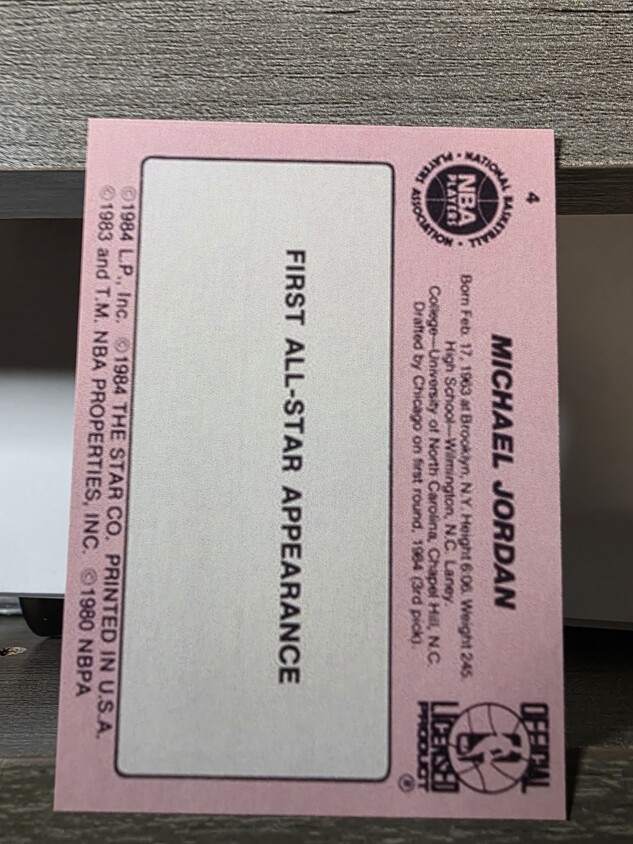 4
NATIONAL BASKETBALL
NBA
PLAYERS
PLAYERS ASSOCIATION
MICHAEL JORDAN
Born Feb. 17, 1963 at Brooklyn, N.Y. Height 6:06. Weight 245.
High School—Wilmington, N.C. Laney.
College—University of North Carolina, Chapel Hill, N.C.
Drafted by Chicago on first round, 1984 (3rd pick).
OFFICIAL
LICENSED
PRODUCT
®
FIRST ALL-STAR APPEARANCE
©1984 L.P., Inc. ©1984 THE STAR CO. PRINTED IN U.S.A.
©1983 and T.M. NBA PROPERTIES, INC. ©1980 NBPA